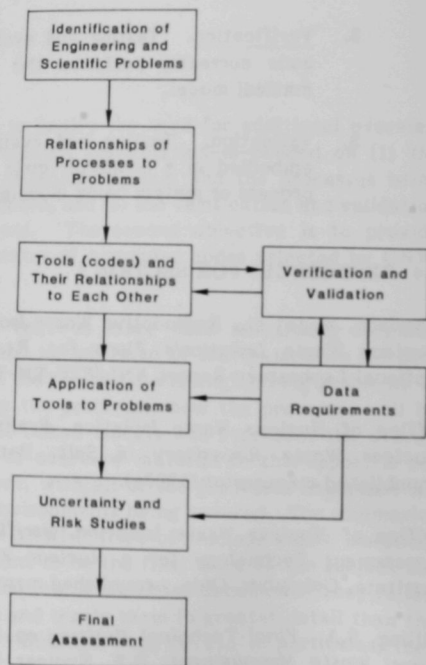 Identification of
Engineering and
Scientific Problems
Relationships of
Processes to
Problems
Tools (codes) and
Their Relationships
to Each Other
Verification and
Validation
Application of
Tools to Problems
Data
Requirements
Uncertainty and
Risk Studies
Final
Assessment